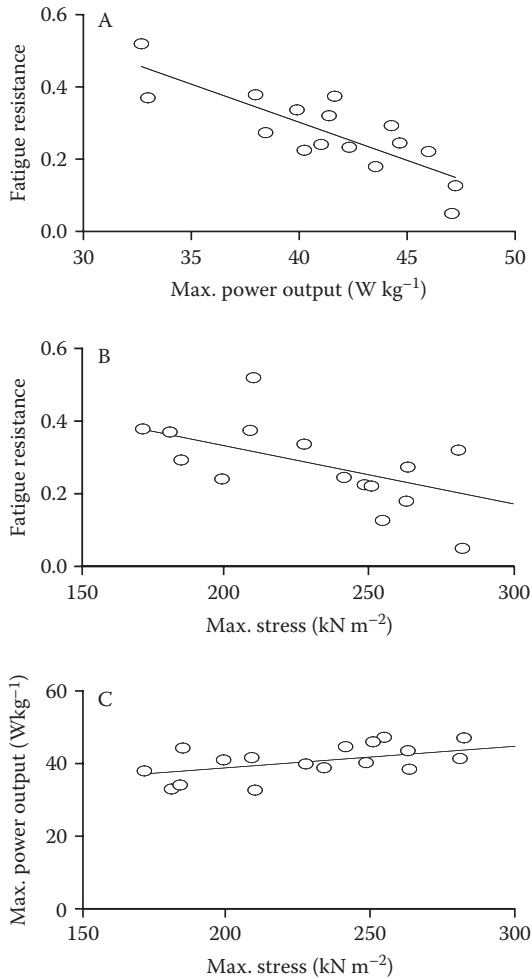 A
Fatigue resistance
0.6
0.4
0.2
0.0
30 35 40 45 50
Max. power output (W kg⁻¹)
B
Fatigue resistance
0.6
0.4
0.2
0.0
150 200 250 300
Max. stress (kN m⁻²)
C
Max. power output (Wkg⁻¹)
60
40
20
0
150 200 250 300
Max. stress (kN m⁻²)